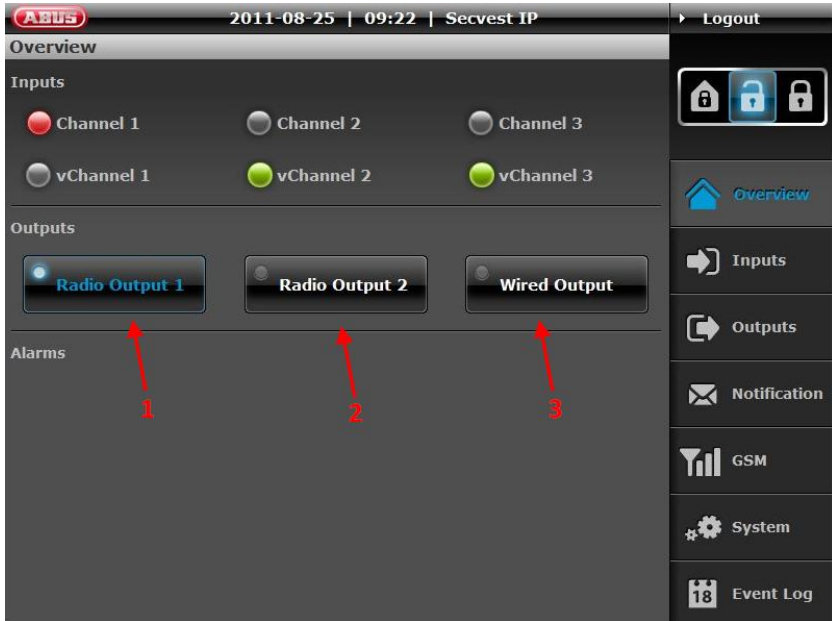 ABUS
2011-08-25 | 09:22 | Secvest IP
Logout
Overview
Inputs
Channel 1
Channel 2
Channel 3
vChannel 1
vChannel 2
vChannel 3
Outputs
Radio Output 1
Radio Output 2
Wired Output
Alarms
1
2
3
Overview
Inputs
Outputs
Notification
GSM
System
18
Event Log